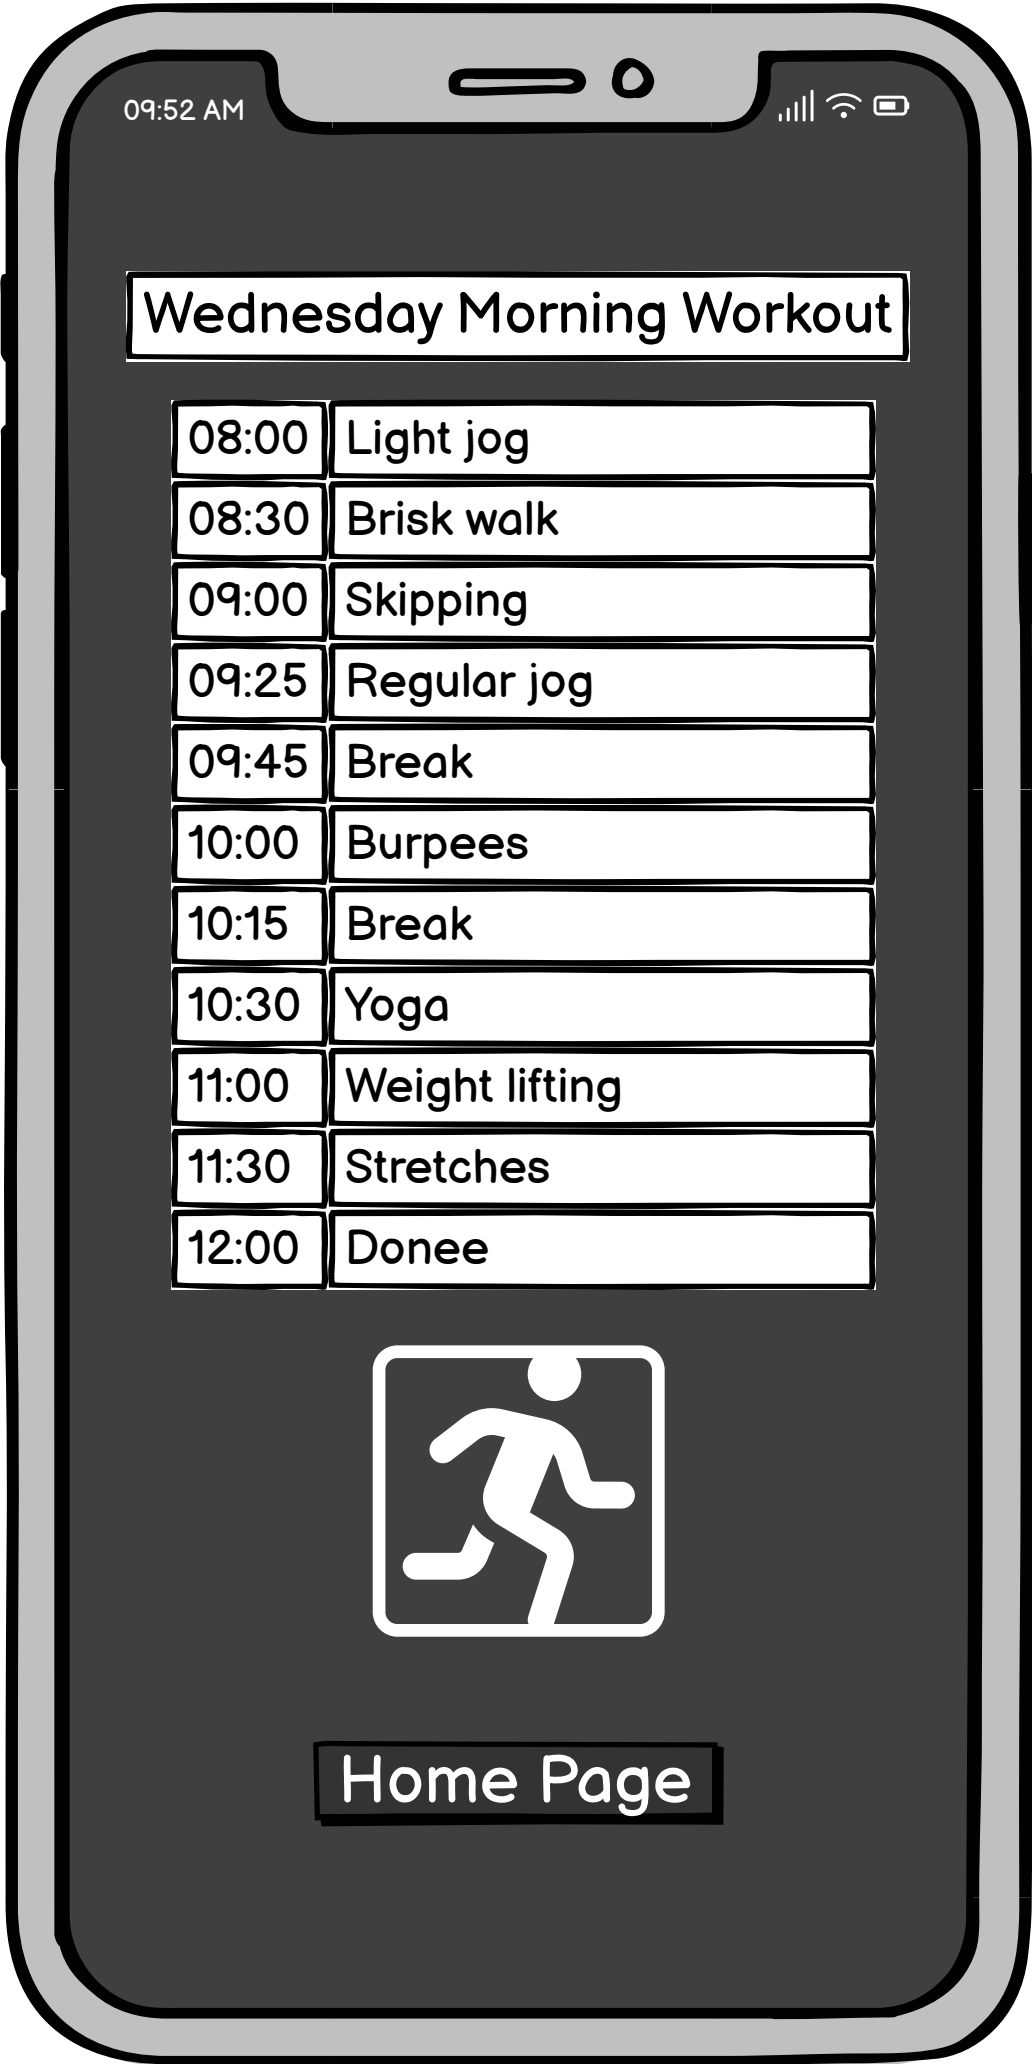 09:52 AM
Wednesday Morning Workout
08:00 Light jog
08:30 Brisk walk
09:00 Skipping
09:25 Regular jog
09:45 Break
10:00 Burpees
10:15 Break
10:30 Yoga
11:00 Weight lifting
11:30 Stretches
12:00 Donee
Home Page